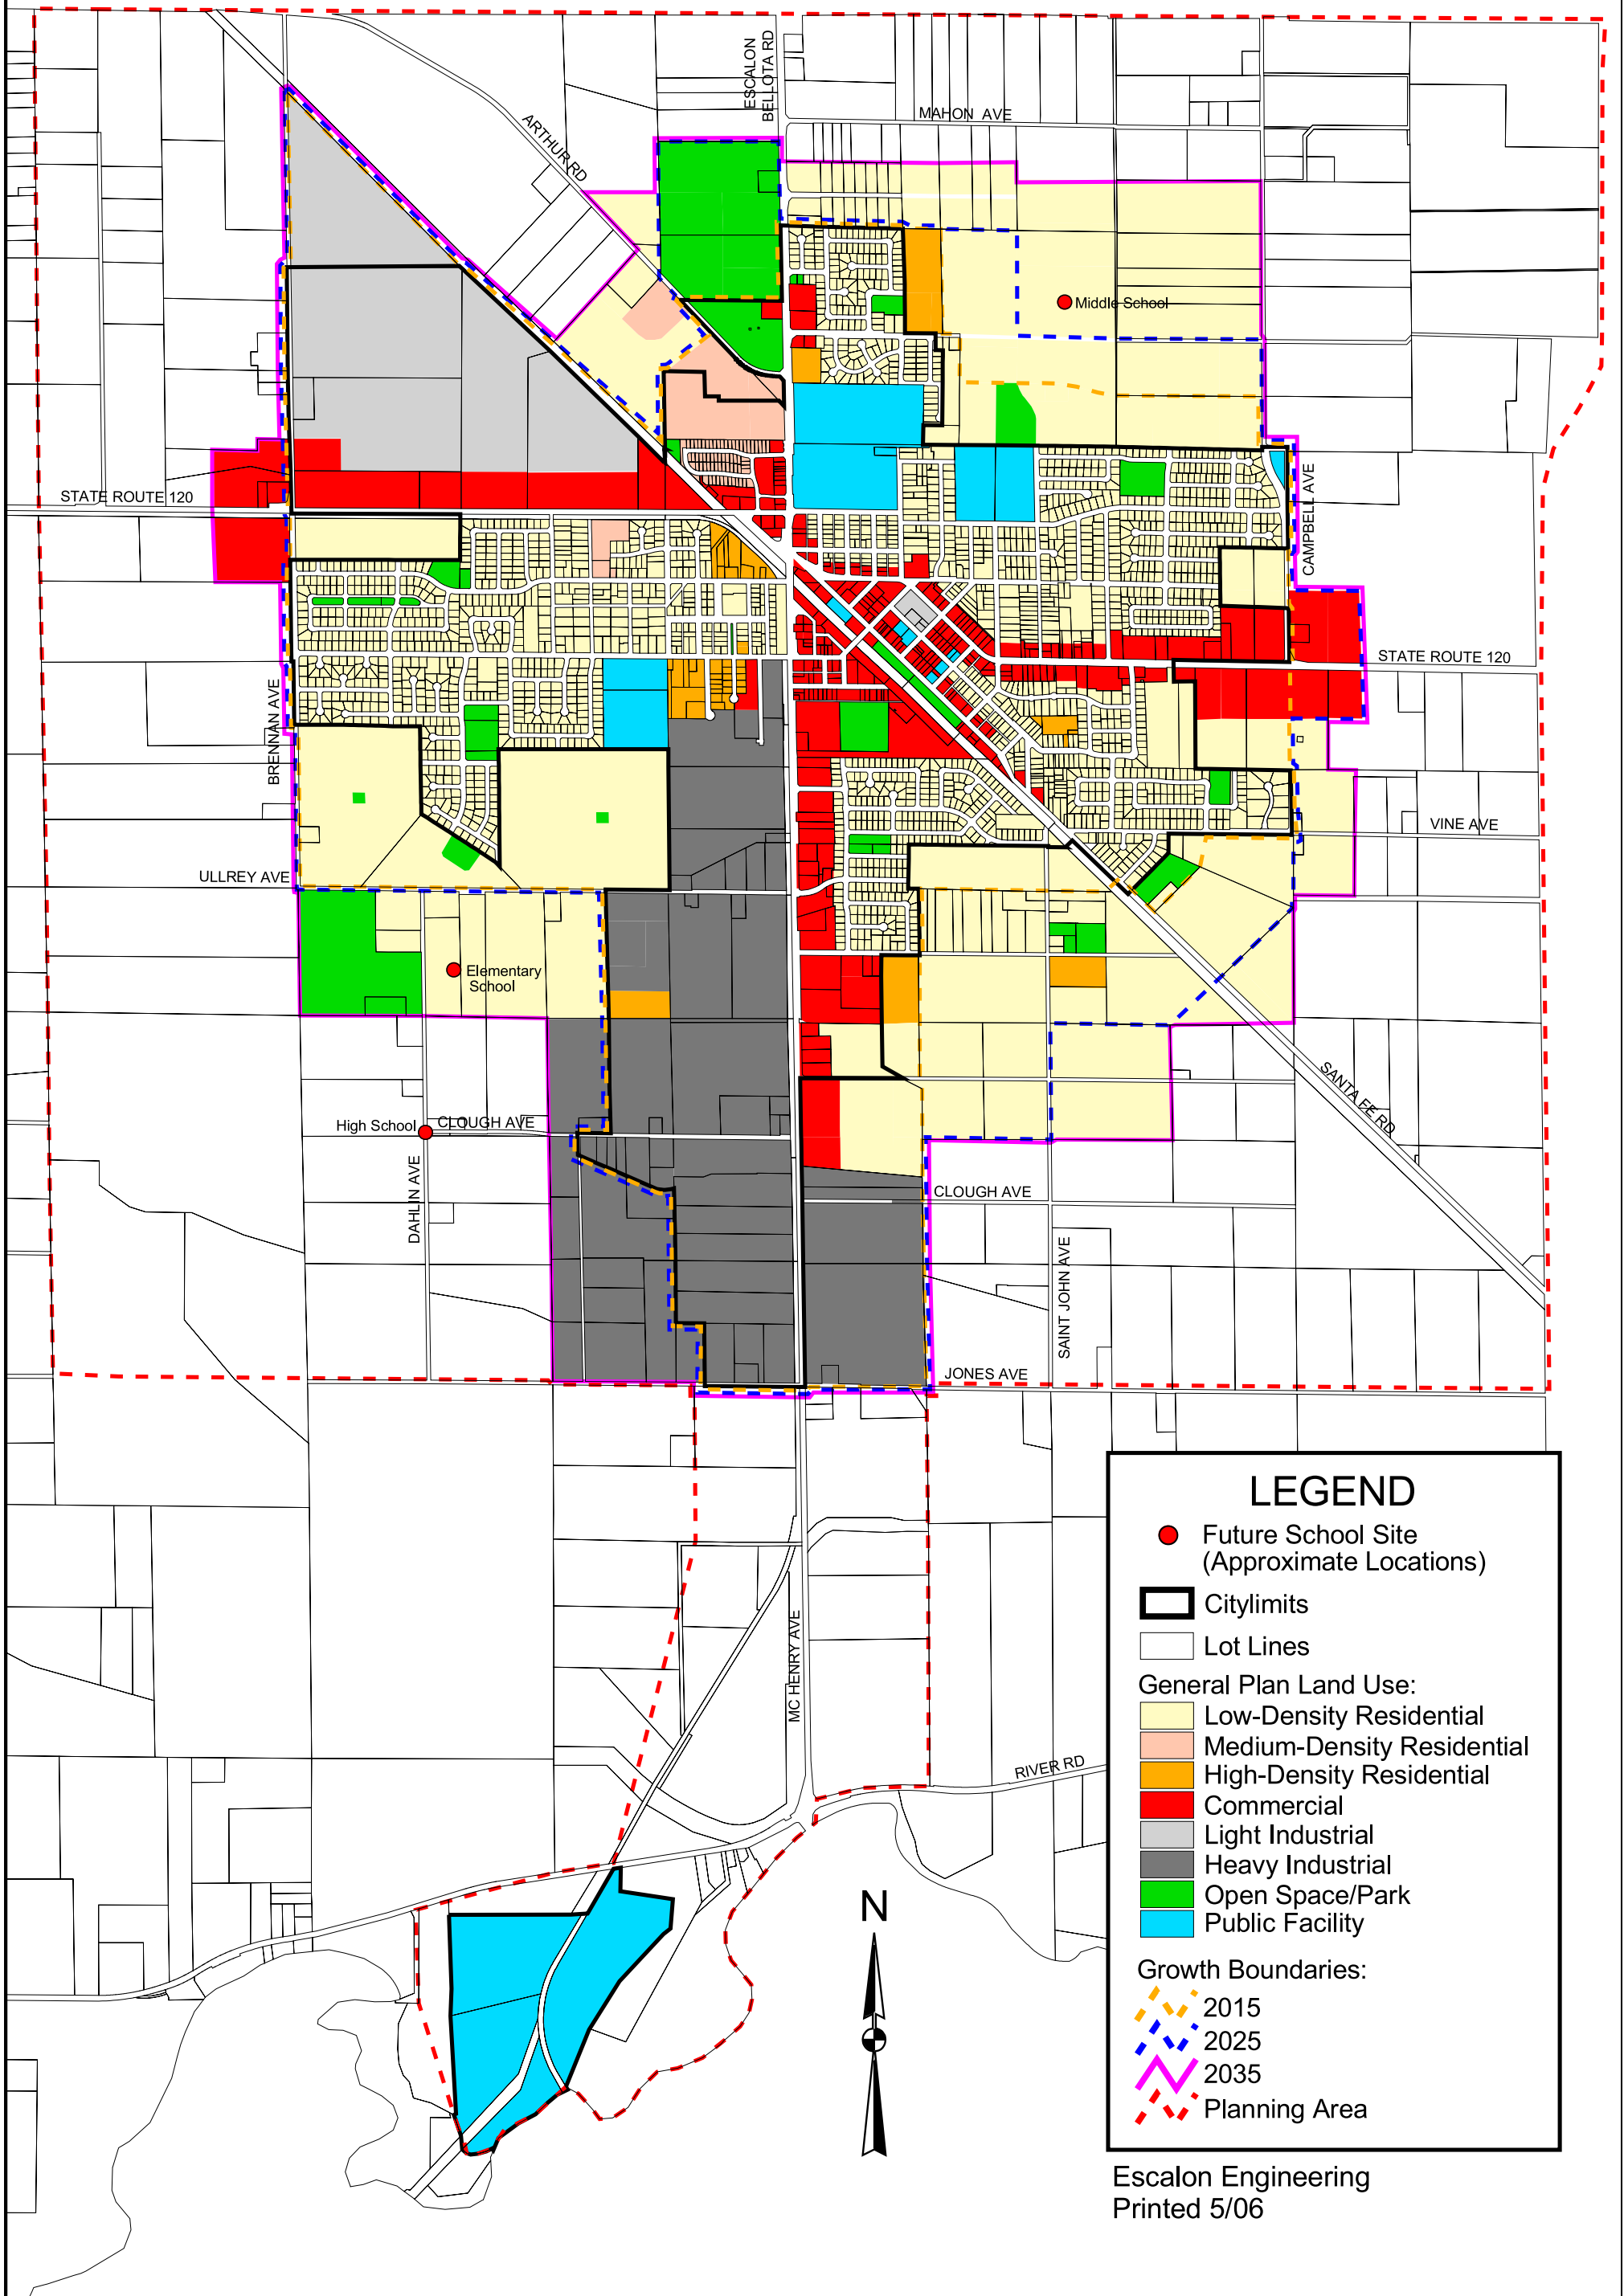 ESCALON
BELLOTA RD
MAHON AVE
ARTHUR RD
Middle School
STATE ROUTE 120
CAMPBELL AVE
STATE ROUTE 120
BRENNAN AVE
VINE AVE
ULLREY AVE
Elementary
School
SANTA FE RD
High School
CLOUGH AVE
DAHLIN AVE
CLOUGH AVE
SAINT JOHN AVE
JONES AVE
MC HENRY AVE
RIVER RD
N
LEGEND
Future School Site
(Approximate Locations)
Citylimits
Lot Lines
General Plan Land Use:
Low-Density Residential
Medium-Density Residential
High-Density Residential
Commercial
Light Industrial
Heavy Industrial
Open Space/Park
Public Facility
Growth Boundaries:
2015
2025
2035
Planning Area
Escalon Engineering
Printed 5/06